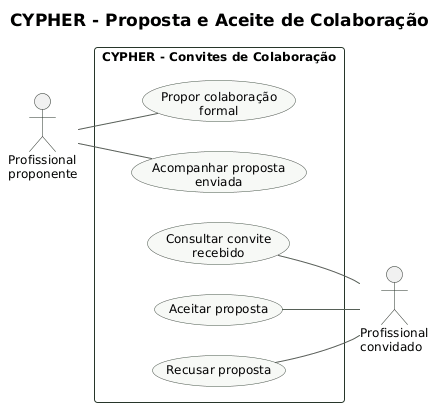 CYPHER - Proposta e Aceite de Colaboração
CYPHER - Convites de Colaboração
Propor colaboração
formal
Profissional
proponente
Acompanhar proposta
enviada
Consultar convite
recebido
Aceitar proposta
Profissional
convidado
Recusar proposta